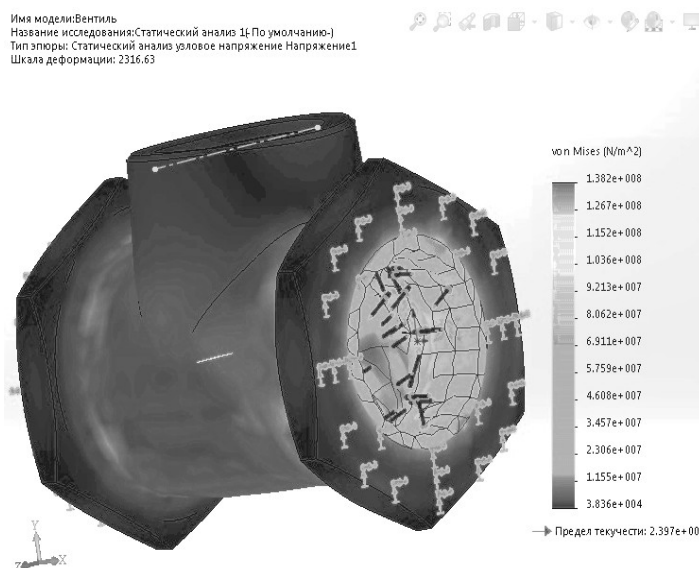 Имя модели:Вентиль
Название исследования:Статический анализ 1(-По умолчанию-)
Тип эпюры: Статический анализ узловое напряжение Напряжение1
Шкала деформации: 2316.63
von Mises (N/m^2)
1.382e+008
1.267e+008
1.152e+008
1.036e+008
9.213e+007
8.062e+007
6.911e+007
5.759e+007
4.608e+007
3.457e+007
2.306e+007
1.155e+007
3.836e+004
Предел текучести: 2.397e+00
Y
X
Z